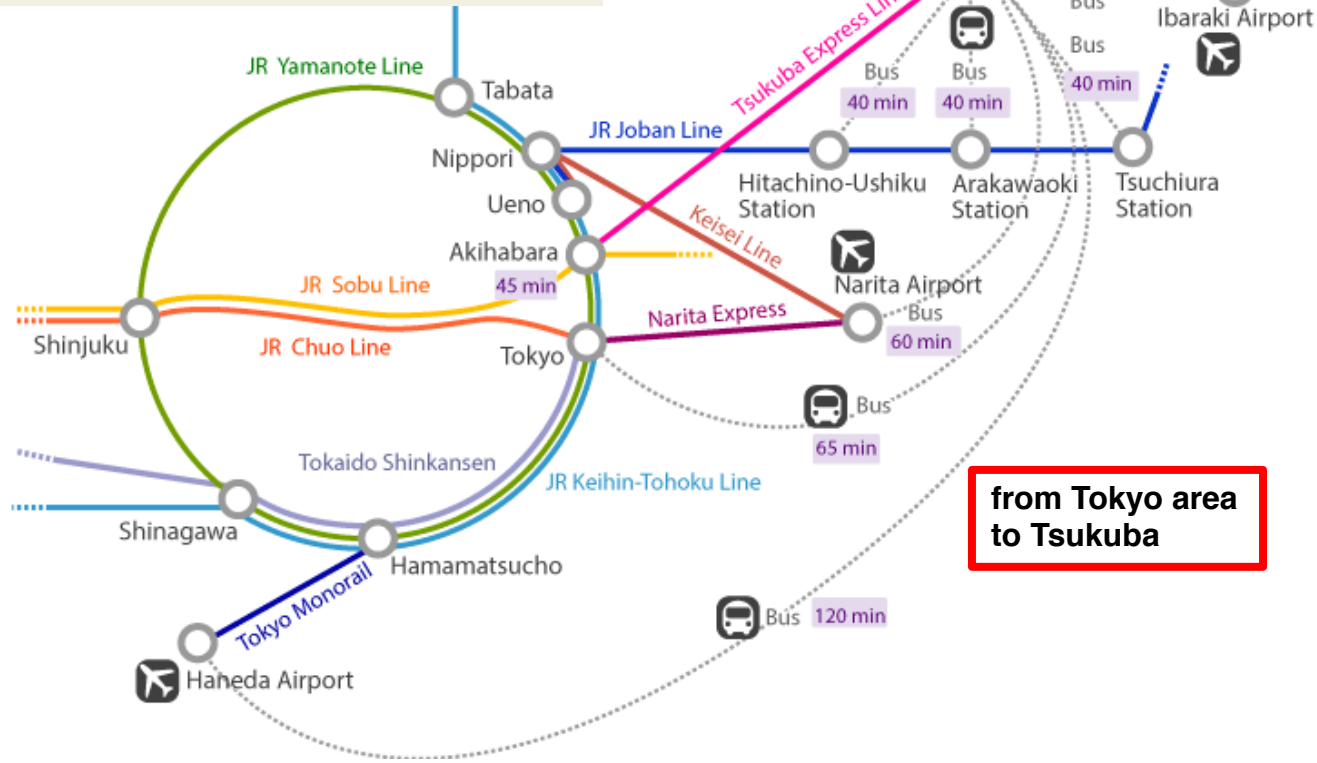 Bus
Ibaraki Airport
Bus
40 min
Tsukuba Express Lin
Bus
40 min
Bus
40 min
JR Yamanote Line
Tabata
JR Joban Line
Nippori
Hitachino-Ushiku
Station
Arakawaoki
Station
Tsuchiura
Station
Ueno
Keisei Line
Akihabara
45 min
JR Sobu Line
Narita Airport
Bus
60 min
Narita Express
Shinjuku
JR Chuo Line
Tokyo
Bus
65 min
Tokaido Shinkansen
JR Keihin-Tohoku Line
from Tokyo area
to Tsukuba
Shinagawa
Hamamatsucho
Tokyo Monorail
Bus
120 min
Haneda Airport